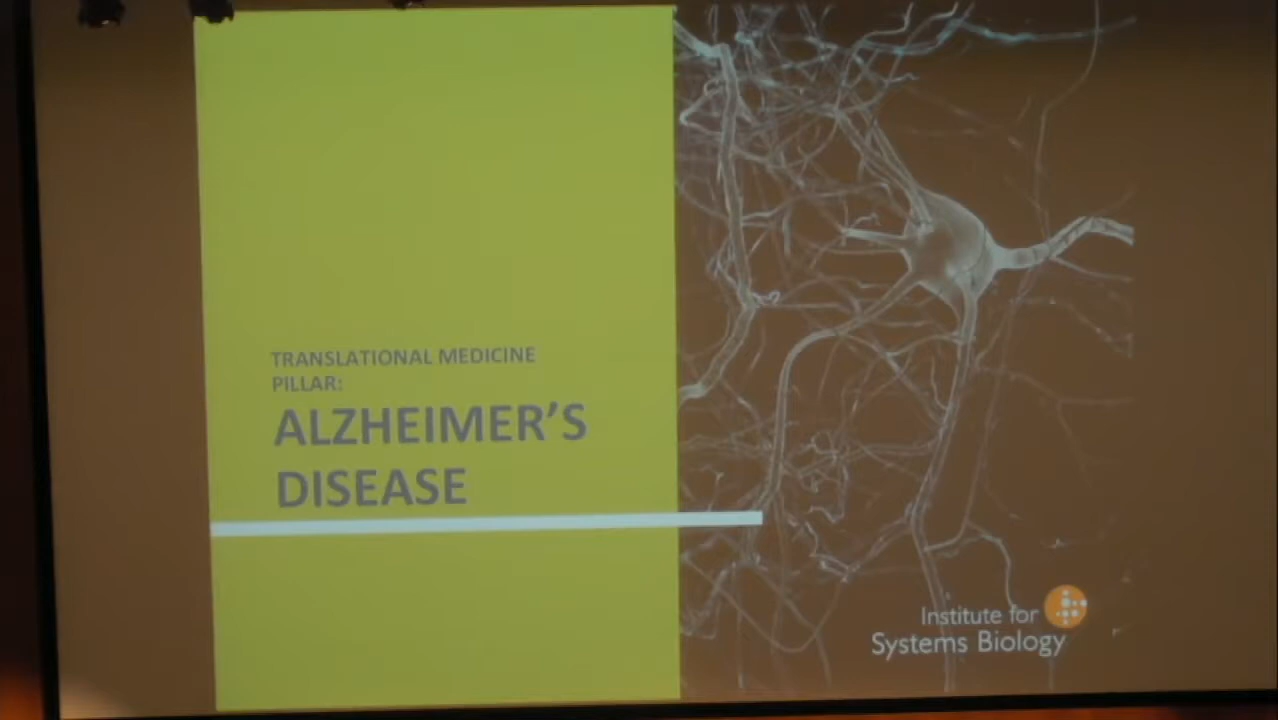 TRANSLATIONAL MEDICINE
PILLAR:
ALZHEIMER'S
DISEASE
Institute for
Systems Biology